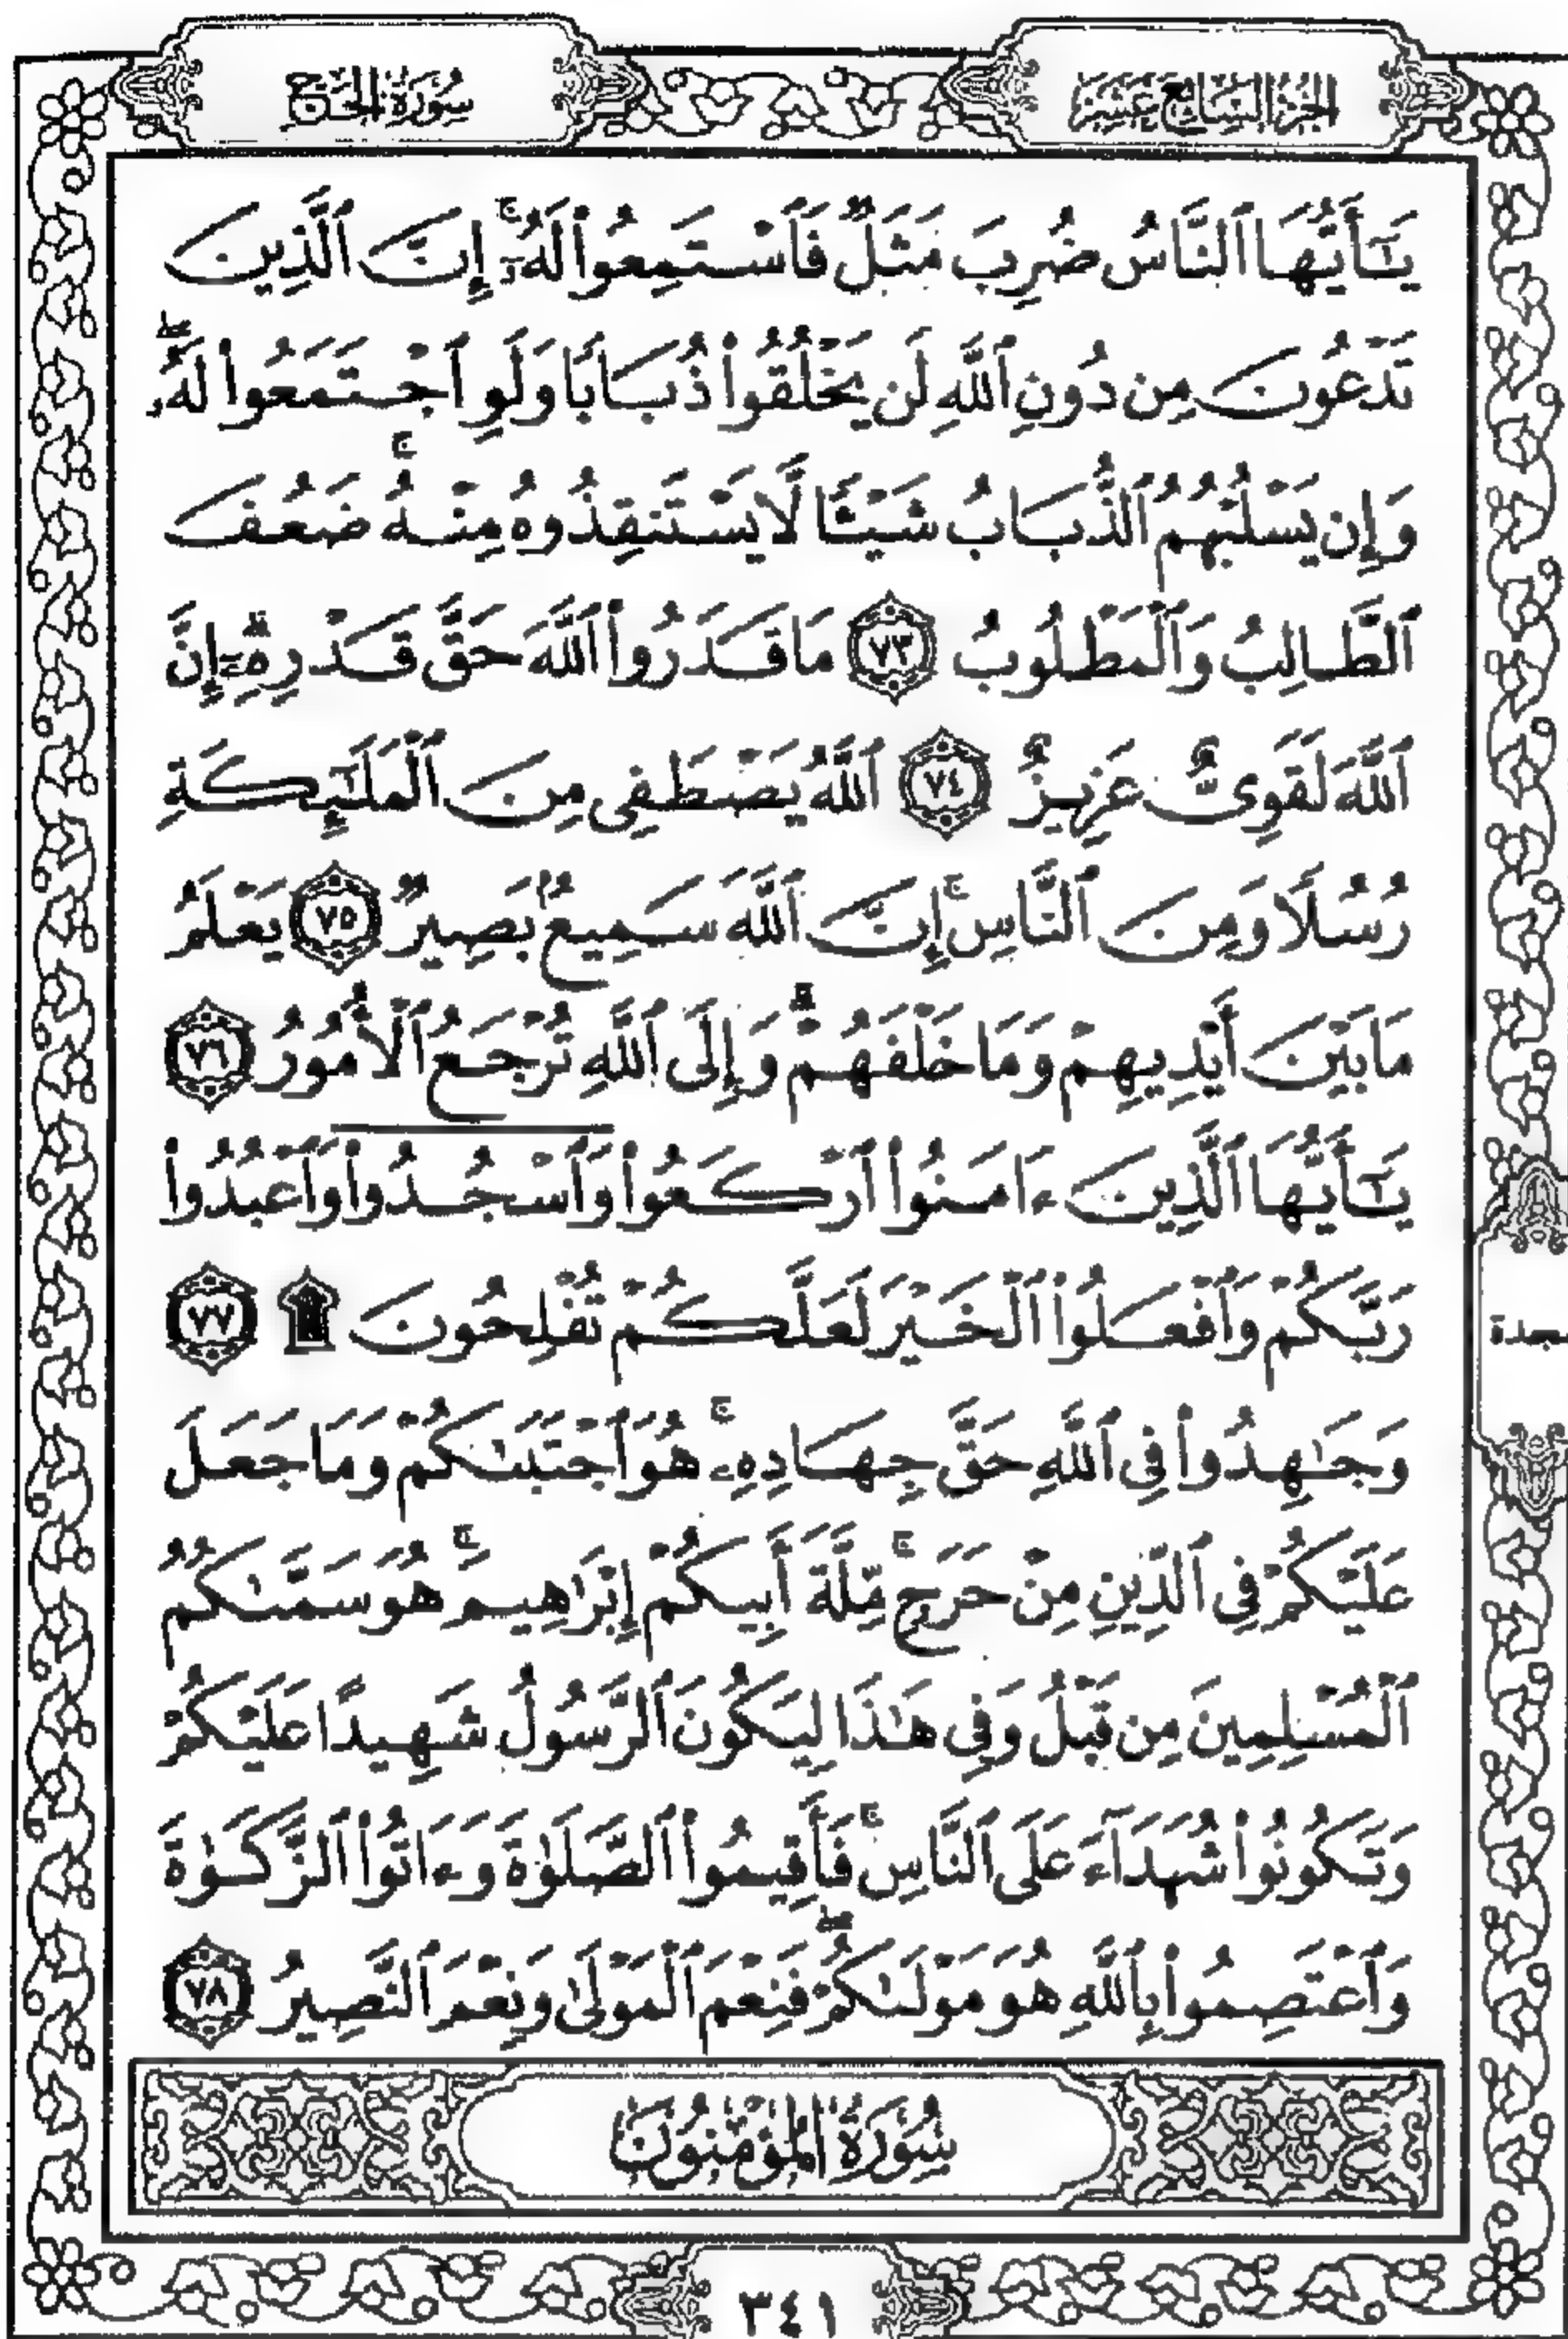 الجزء السابع عشر
سورة الحج
يَـٰٓأَيُّهَا ٱلنَّاسُ ضُرِبَ مَثَلٌ فَٱسْتَمِعُوا۟ لَهُۥٓ ۚ إِنَّ ٱلَّذِينَ
تَدْعُونَ مِن دُونِ ٱللَّهِ لَن يَخْلُقُوا۟ ذُبَابًا وَلَوِ ٱجْتَمَعُوا۟ لَهُۥ ۖ
وَإِن يَسْلُبْهُمُ ٱلذُّبَابُ شَيْـًٔا لَّا يَسْتَنقِذُوهُ مِنْهُ ۚ ضَعُفَ
ٱلطَّالِبُ وَٱلْمَطْلُوبُ ٧٣ مَا قَدَرُوا۟ ٱللَّهَ حَقَّ قَدْرِهِۦٓ ۗ إِنَّ
ٱللَّهَ لَقَوِىٌّ عَزِيزٌ ٧٤ ٱللَّهُ يَصْطَفِى مِنَ ٱلْمَلَـٰٓئِكَةِ
رُسُلًا وَمِنَ ٱلنَّاسِ ۚ إِنَّ ٱللَّهَ سَمِيعٌۢ بَصِيرٌ ٧٥ يَعْلَمُ
مَا بَيْنَ أَيْدِيهِمْ وَمَا خَلْفَهُمْ ۗ وَإِلَى ٱللَّهِ تُرْجَعُ ٱلْأُمُورُ ٧٦
يَـٰٓأَيُّهَا ٱلَّذِينَ ءَامَنُوا۟ ٱرْكَعُوا۟ وَٱسْجُدُوا۟ وَٱعْبُدُوا۟
رَبَّكُمْ وَٱفْعَلُوا۟ ٱلْخَيْرَ لَعَلَّكُمْ تُفْلِحُونَ ۩ ٧٧
وَجَـٰهِدُوا۟ فِى ٱللَّهِ حَقَّ جِهَادِهِۦ ۚ هُوَ ٱجْتَبَىٰكُمْ وَمَا جَعَلَ
عَلَيْكُمْ فِى ٱلدِّينِ مِنْ حَرَجٍ ۚ مِّلَّةَ أَبِيكُمْ إِبْرَٰهِيمَ ۚ هُوَ سَمَّىٰكُمُ
ٱلْمُسْلِمِينَ مِن قَبْلُ وَفِى هَـٰذَا لِيَكُونَ ٱلرَّسُولُ شَهِيدًا عَلَيْكُمْ
وَتَكُونُوا۟ شُهَدَآءَ عَلَى ٱلنَّاسِ ۚ فَأَقِيمُوا۟ ٱلصَّلَوٰةَ وَءَاتُوا۟ ٱلزَّكَوٰةَ
وَٱعْتَصِمُوا۟ بِٱللَّهِ هُوَ مَوْلَىٰكُمْ ۖ فَنِعْمَ ٱلْمَوْلَىٰ وَنِعْمَ ٱلنَّصِيرُ ٧٨
سُورَةُ المُؤْمِنُونَ
٣٤١